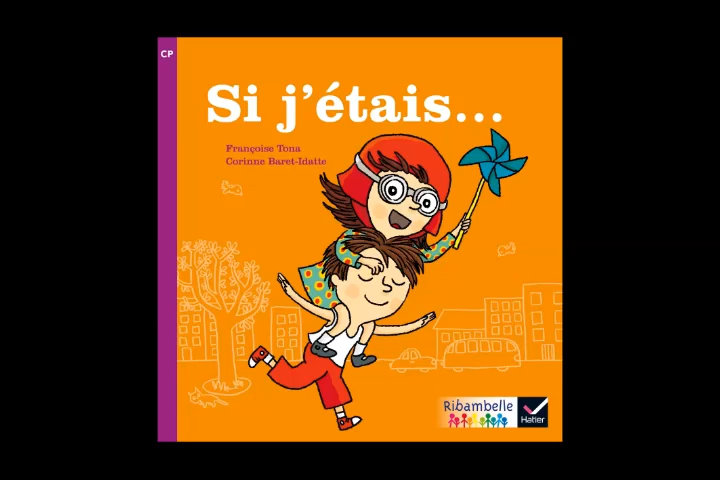 CP
Si j'étais...
Françoise Tona
Corinne Baret-Idatte
Ribambelle
Hatier